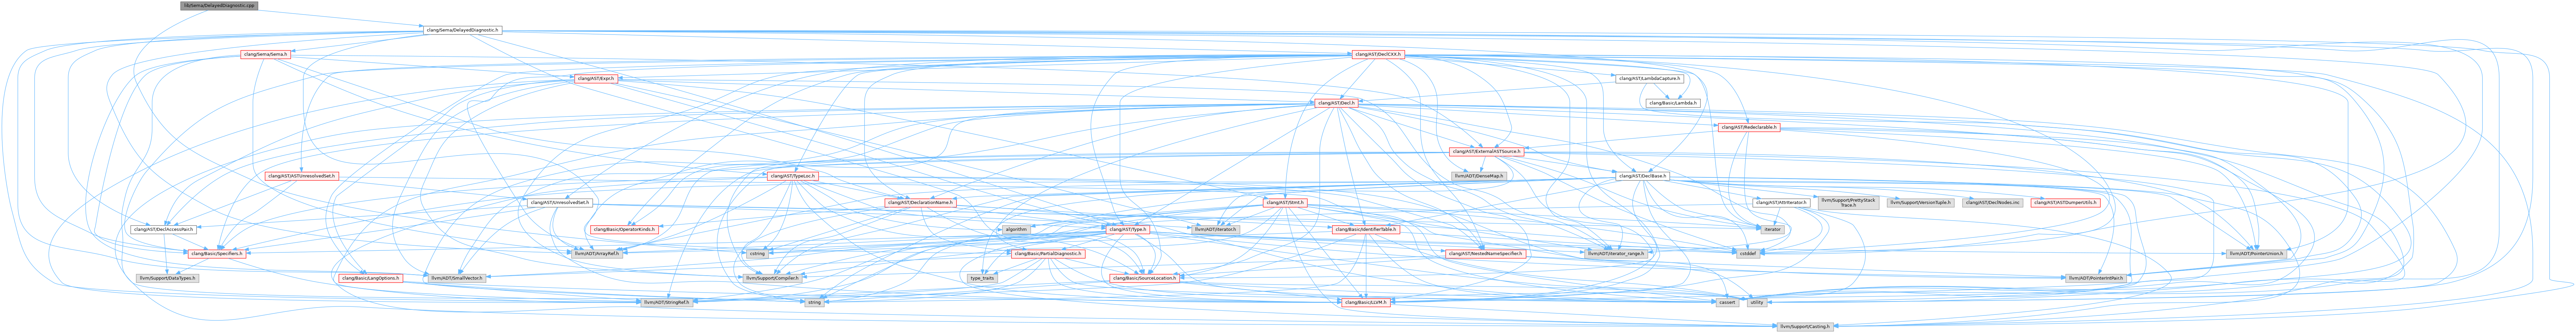 lib/Sema/DelayedDiagnostic.cpp
clang/Sema/DelayedDiagnostic.h
clang/Sema/Sema.h
clang/AST/DeclCXX.h
clang/AST/Expr.h
clang/AST/LambdaCapture.h
clang/AST/Decl.h
clang/Basic/Lambda.h
clang/AST/Redeclarable.h
clang/AST/ExternalASTSource.h
clang/AST/ASTUnresolvedSet.h
clang/AST/TypeLoc.h
llvm/ADT/DenseMap.h
clang/AST/DeclBase.h
clang/AST/UnresolvedSet.h
clang/AST/DeclarationName.h
clang/AST/Stmt.h
clang/AST/AttrIterator.h
llvm/Support/PrettyStack
Trace.h
llvm/Support/VersionTuple.h
clang/AST/DeclNodes.inc
clang/AST/ASTDumperUtils.h
clang/AST/DeclAccessPair.h
clang/Basic/OperatorKinds.h
algorithm
clang/AST/Type.h
llvm/ADT/iterator.h
clang/Basic/IdentifierTable.h
iterator
clang/Basic/Specifiers.h
llvm/ADT/ArrayRef.h
cstring
clang/Basic/PartialDiagnostic.h
clang/AST/NestedNameSpecifier.h
llvm/ADT/iterator_range.h
cstddef
llvm/ADT/PointerUnion.h
llvm/Support/DataTypes.h
clang/Basic/LangOptions.h
llvm/ADT/SmallVector.h
llvm/Support/Compiler.h
type_traits
clang/Basic/SourceLocation.h
llvm/ADT/PointerIntPair.h
llvm/ADT/StringRef.h
string
clang/Basic/LLVM.h
cassert
utility
llvm/Support/Casting.h